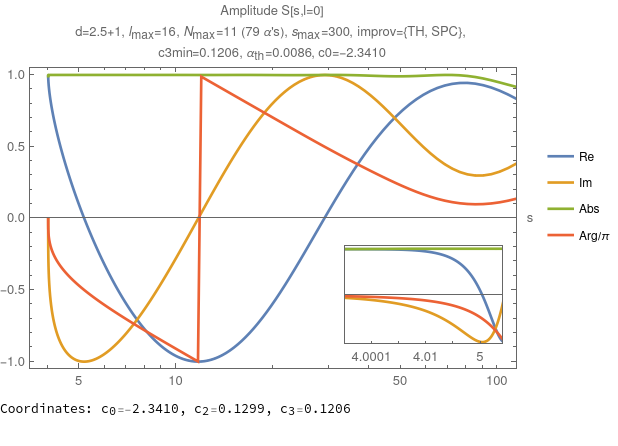 Amplitude S[s,l=0]
d=2.5+1, lmax=16, Nmax=11 (79 α's), smax=300, improv={TH, SPC},
c3min=0.1206, αth=0.0086, c0=−2.3410
1.0
0.5
0.0
−0.5
−1.0
s
Re
Im
Abs
Arg/π
4.0001 4.01 5
5 10 50 100
Coordinates: c0=-2.3410, c2=0.1299, c3=0.1206